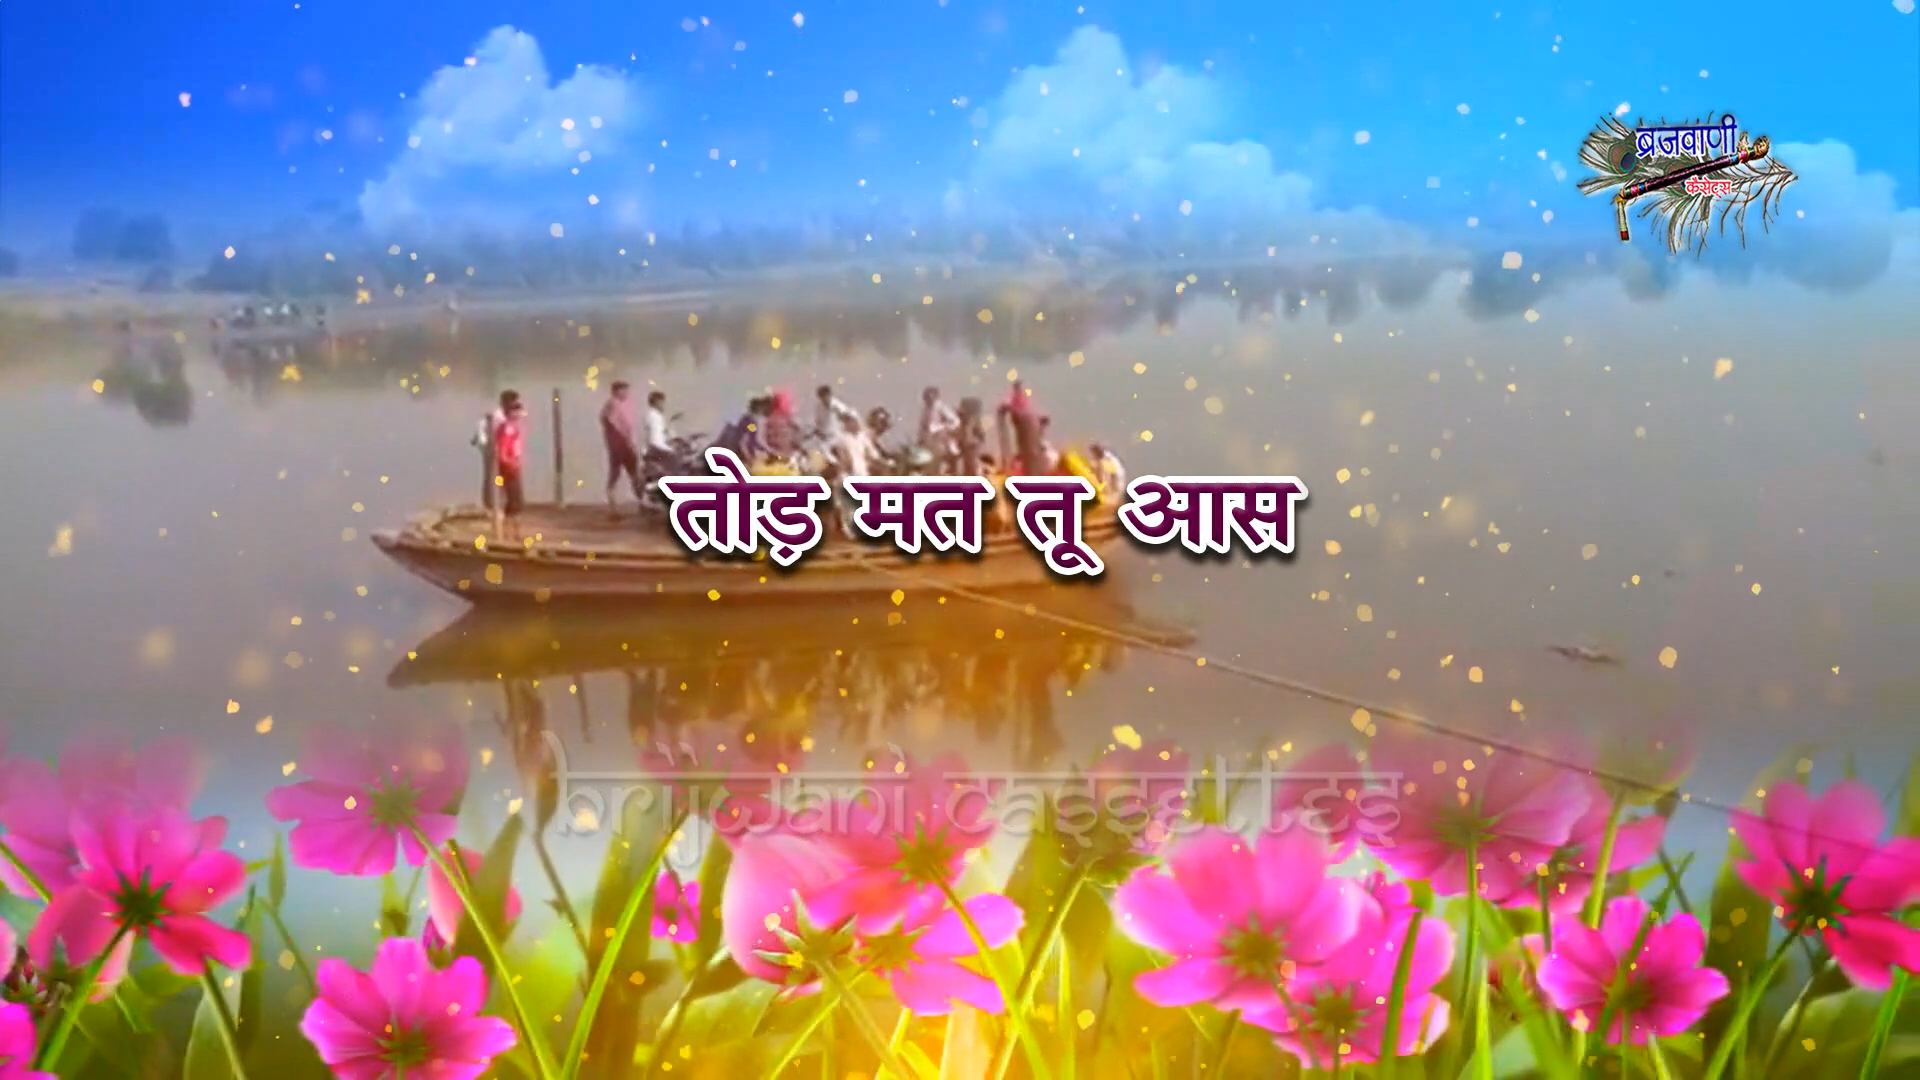 ब्रजवाणी
कैसेट्स
तोड़ मत तू आस
Brijwani Cassettes